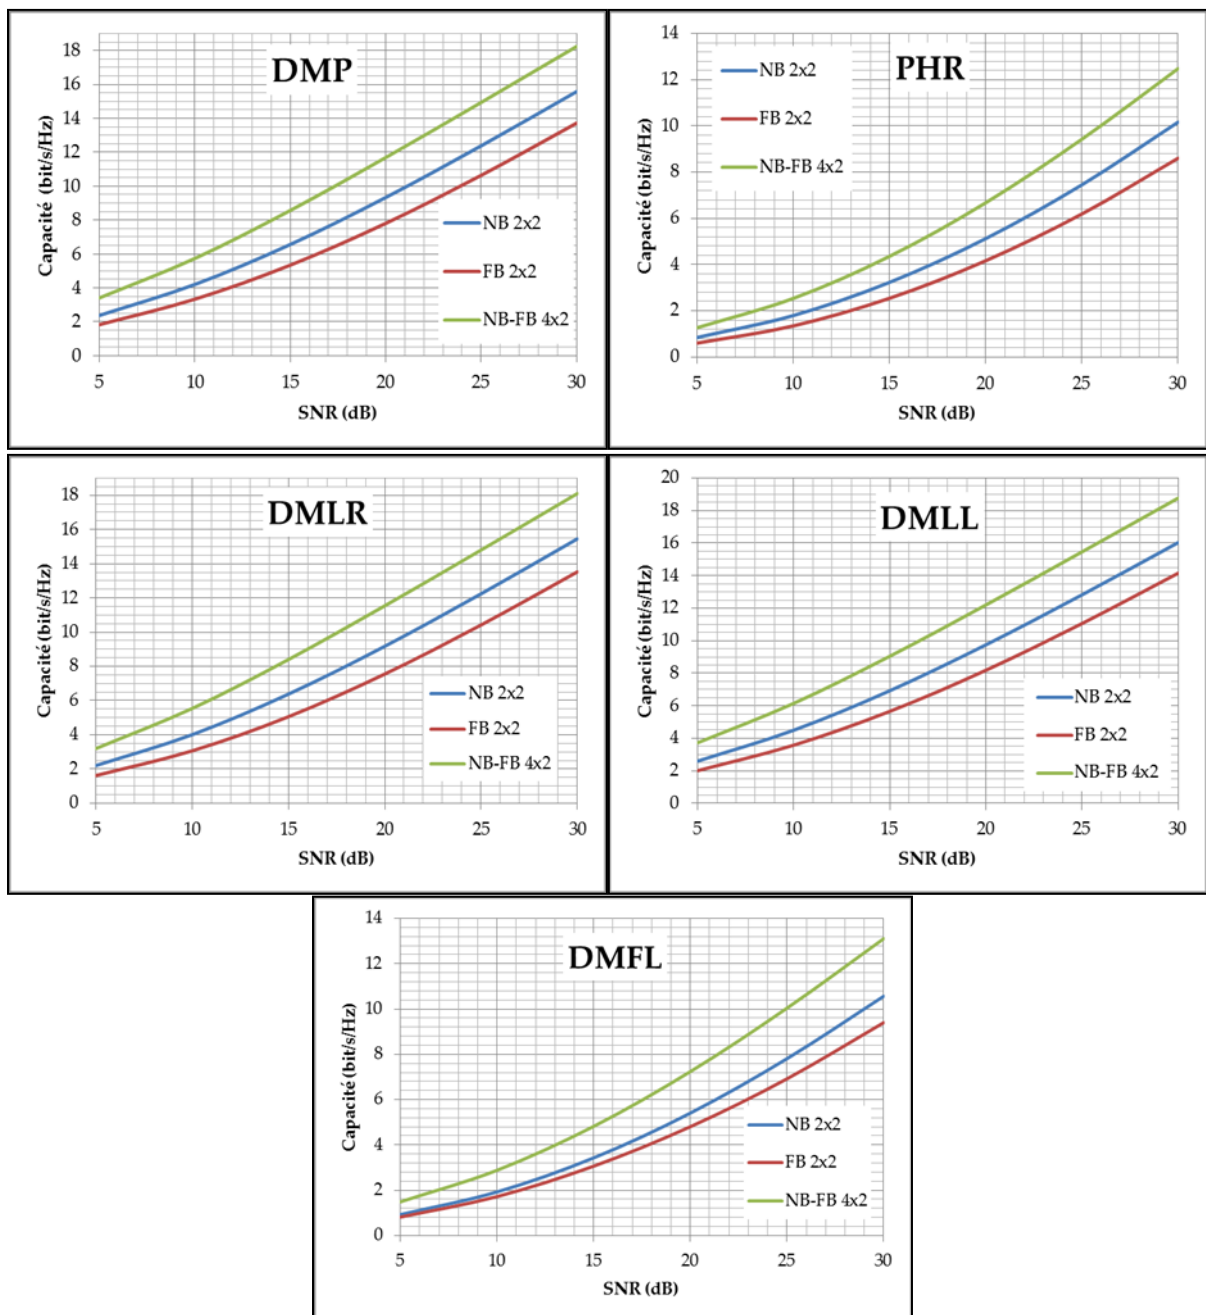 DMP
Capacité (bit/s/Hz)
18
16
14
12
10
8
6
4
2
0
NB 2x2
FB 2x2
NB-FB 4x2
5 10 15 20 25 30
SNR (dB)
PHR
Capacité (bit/s/Hz)
14
12
10
8
6
4
2
0
NB 2x2
FB 2x2
NB-FB 4x2
5 10 15 20 25 30
SNR (dB)
DMLR
Capacité (bit/s/Hz)
18
16
14
12
10
8
6
4
2
0
NB 2x2
FB 2x2
NB-FB 4x2
5 10 15 20 25 30
SNR (dB)
DMLL
Capacité (bit/s/Hz)
20
18
16
14
12
10
8
6
4
2
0
NB 2x2
FB 2x2
NB-FB 4x2
5 10 15 20 25 30
SNR (dB)
DMFL
Capacité (bit/s/Hz)
14
12
10
8
6
4
2
0
NB 2x2
FB 2x2
NB-FB 4x2
5 10 15 20 25 30
SNR (dB)